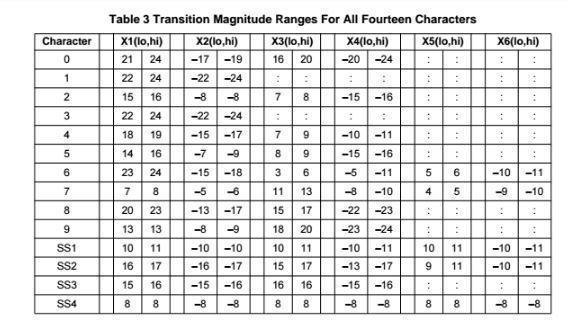 Table 3 Transition Magnitude Ranges For All Fourteen Characters
Character X1(lo,hi) X2(lo,hi) X3(lo,hi) X4(lo,hi) X5(lo,hi) X6(lo,hi)
0 21 24 –17 –19 16 20 –20 –24 : : : :
1 22 24 –22 –24 : : : : : : : :
2 15 16 –8 –8 7 8 –15 –16 : : : :
3 22 24 –22 –24 : : : : : : : :
4 18 19 –15 –17 7 9 –10 –11 : : : :
5 14 16 –7 –9 8 9 –15 –16 : : : :
6 23 24 –15 –18 3 6 –5 –11 5 6 –10 –11
7 7 8 –5 –6 11 13 –8 –10 4 5 –9 –10
8 20 23 –13 –17 15 17 –22 –23 : : : :
9 13 13 –8 –9 18 20 –23 –24 : : : :
SS1 10 11 –10 –10 10 11 –10 –11 10 11 –10 –11
SS2 16 17 –16 –17 15 17 –13 –17 9 11 –10 –11
SS3 15 16 –15 –16 16 16 –15 –16 : : : :
SS4 8 8 –8 –8 8 8 –8 –8 8 8 –8 –8